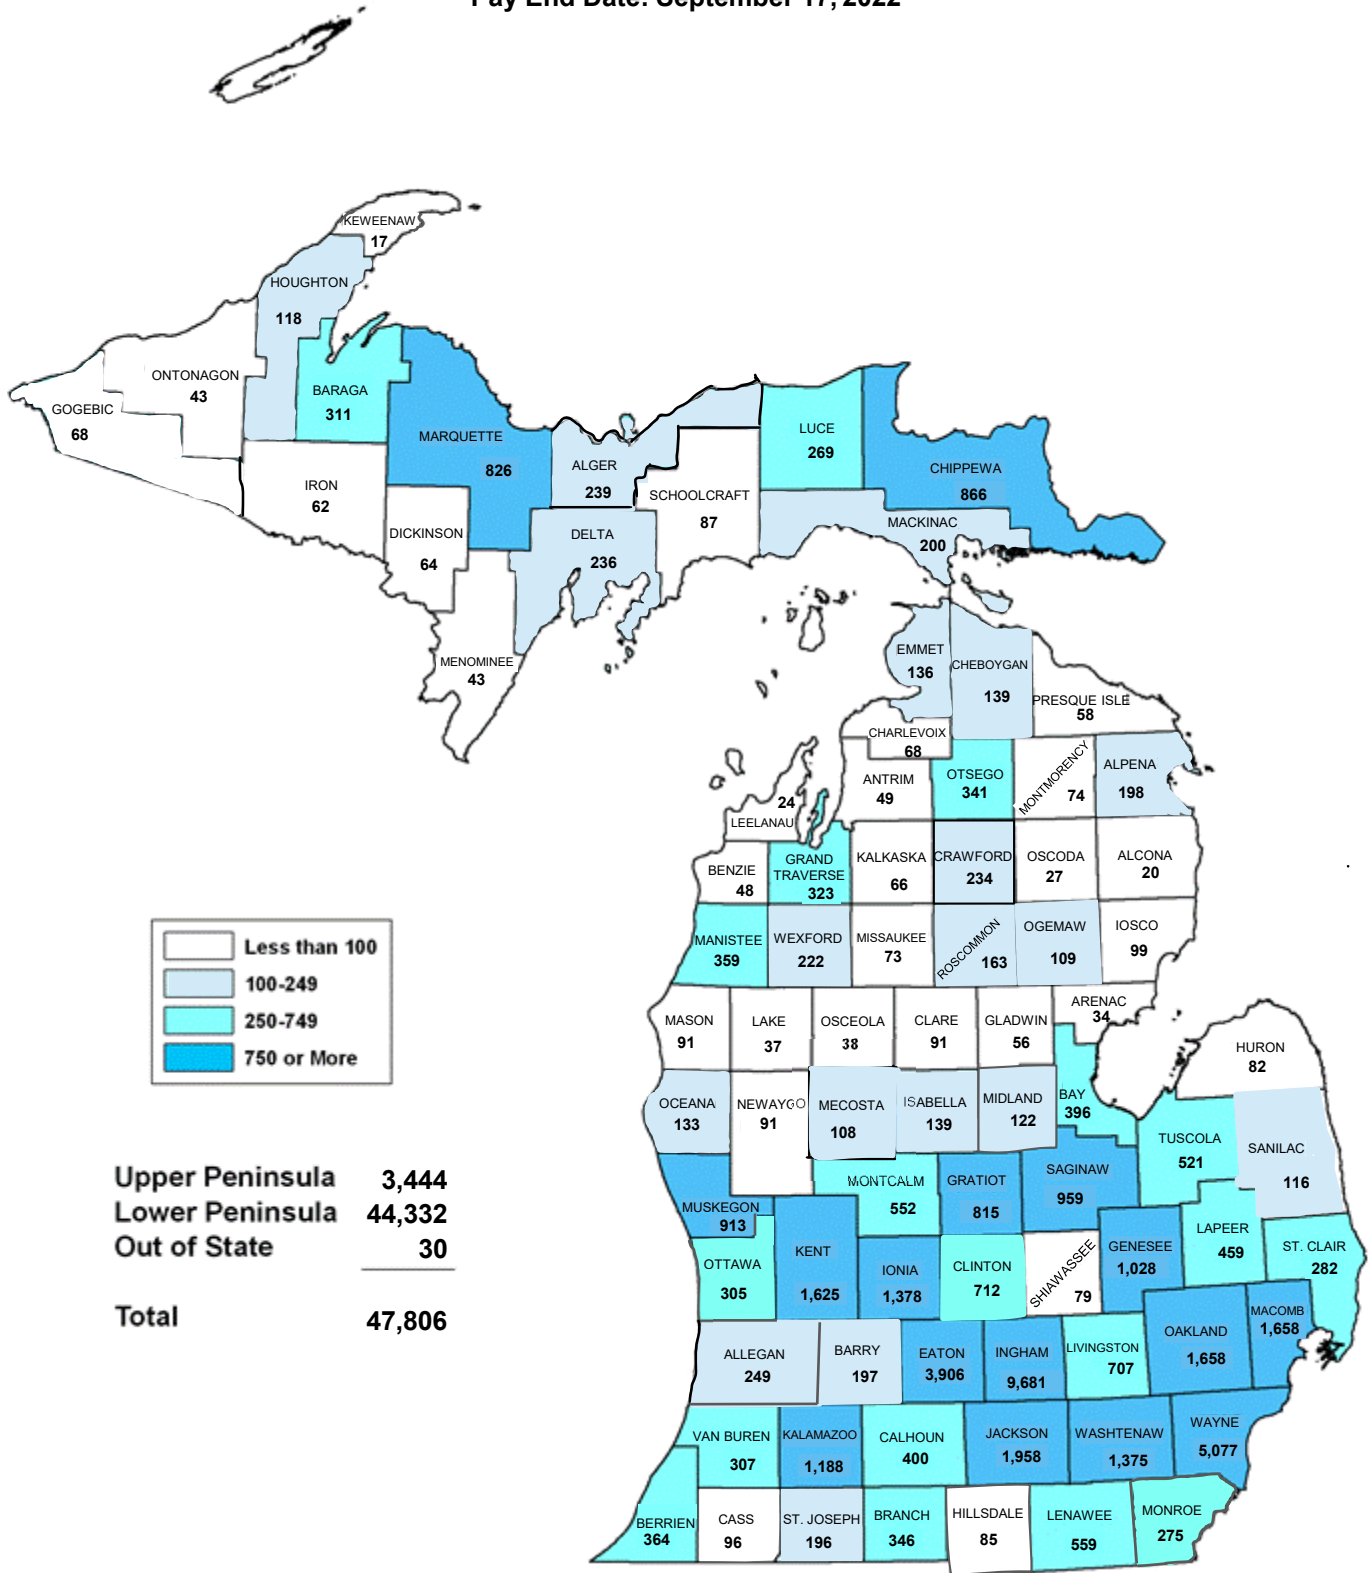 Pay End Date: September 17, 2022
KEWEENAW
17
HOUGHTON
118
ONTONAGON
43
BARAGA
311
GOGEBIC
68
MARQUETTE
826
LUCE
269
ALGER
239
CHIPPEWA
866
IRON
62
SCHOOLCRAFT
87
DICKINSON
64
DELTA
236
MACKINAC
200
MENOMINEE
43
EMMET
136
CHEBOYGAN
139
PRESQUE ISLE
58
CHARLEVOIX
68
ANTRIM
49
OTSEGO
341
MONTMORENCY
74
ALPENA
198
24
LEELANAU
BENZIE
48
GRAND
TRAVERSE
323
KALKASKA
66
CRAWFORD
234
OSCODA
27
ALCONA
20
MANISTEE
359
WEXFORD
222
MISSAUKEE
73
ROSCOMMON
163
OGEMAW
109
IOSCO
99
Less than 100
100-249
250-749
750 or More
MASON
91
LAKE
37
OSCEOLA
38
CLARE
91
GLADWIN
56
ARENAC
34
HURON
82
OCEANA
133
NEWAYGO
91
MECOSTA
108
ISABELLA
139
MIDLAND
122
BAY
396
TUSCOLA
521
SANILAC
116
Upper Peninsula 3,444
Lower Peninsula 44,332
Out of State 30
Total 47,806
MUSKEGON
913
MONTCALM
552
GRATIOT
815
SAGINAW
959
OTTAWA
305
KENT
1,625
IONIA
1,378
CLINTON
712
SHIAWASSEE
79
GENESEE
1,028
LAPEER
459
ST. CLAIR
282
ALLEGAN
249
BARRY
197
EATON
3,906
INGHAM
9,681
LIVINGSTON
707
OAKLAND
1,658
MACOMB
1,658
VAN BUREN
307
KALAMAZOO
1,188
CALHOUN
400
JACKSON
1,958
WASHTENAW
1,375
WAYNE
5,077
BERRIEN
364
CASS
96
ST. JOSEPH
196
BRANCH
346
HILLSDALE
85
LENAWEE
559
MONROE
275